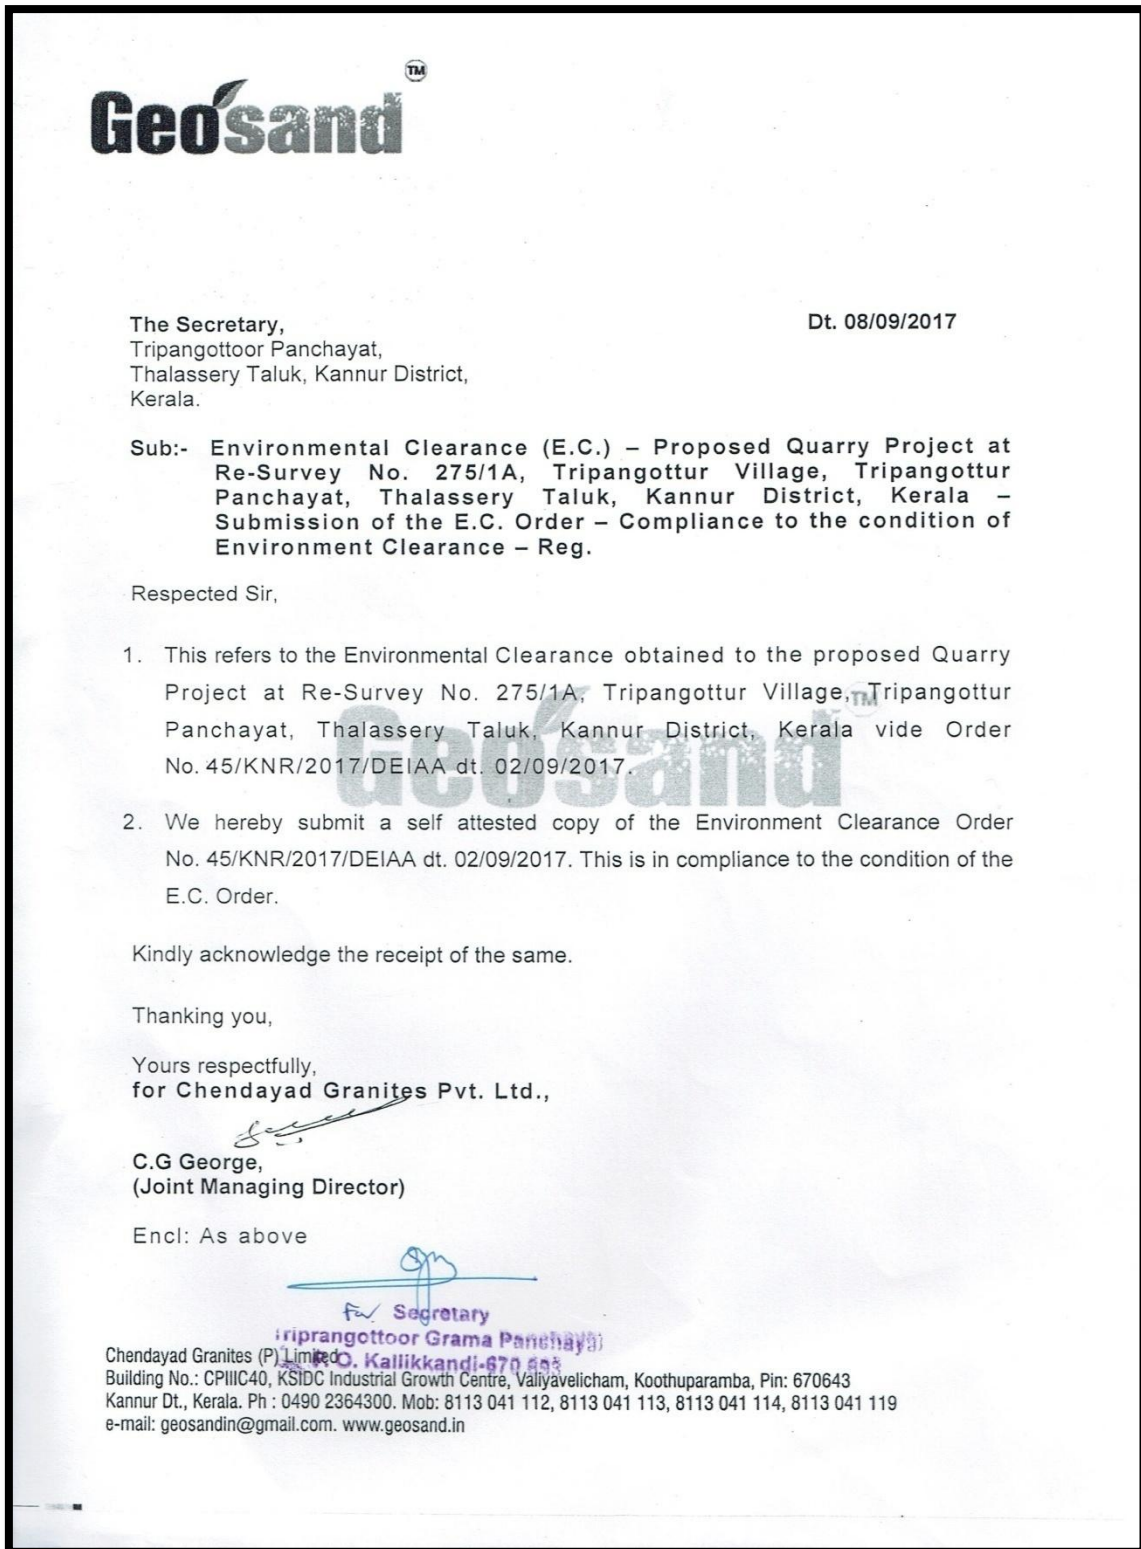 Geosand TM
The Secretary,
Dt. 08/09/2017
Tripangottoor Panchayat,
Thalassery Taluk, Kannur District,
Kerala.
Sub:- Environmental Clearance (E.C.) – Proposed Quarry Project at
Re-Survey No. 275/1A, Tripangottur Village, Tripangottur
Panchayat, Thalassery Taluk, Kannur District, Kerala –
Submission of the E.C. Order – Compliance to the condition of
Environment Clearance – Reg.
Respected Sir,
1. This refers to the Environmental Clearance obtained to the proposed Quarry
Project at Re-Survey No. 275/1A, Tripangottur Village, Tripangottur
Panchayat, Thalassery Taluk, Kannur District, Kerala vide Order
No. 45/KNR/2017/DEIAA dt. 02/09/2017.
Geosand TM
2. We hereby submit a self attested copy of the Environment Clearance Order
No. 45/KNR/2017/DEIAA dt. 02/09/2017. This is in compliance to the condition of the
E.C. Order.
Kindly acknowledge the receipt of the same.
Thanking you,
Yours respectfully,
for Chendayad Granites Pvt. Ltd.,
C.G George,
(Joint Managing Director)
Encl: As above
For Secretary
Triprangottoor Grama Panchayat
P. O. Kallikkandi-670
Chendayad Granites (P) Limited
Building No.: CPIIIC40, KSIDC Industrial Growth Centre, Valiyavelicham, Koothuparamba, Pin: 670643
Kannur Dt., Kerala. Ph : 0490 2364300. Mob: 8113 041 112, 8113 041 113, 8113 041 114, 8113 041 119
e-mail: geosandin@gmail.com. www.geosand.in